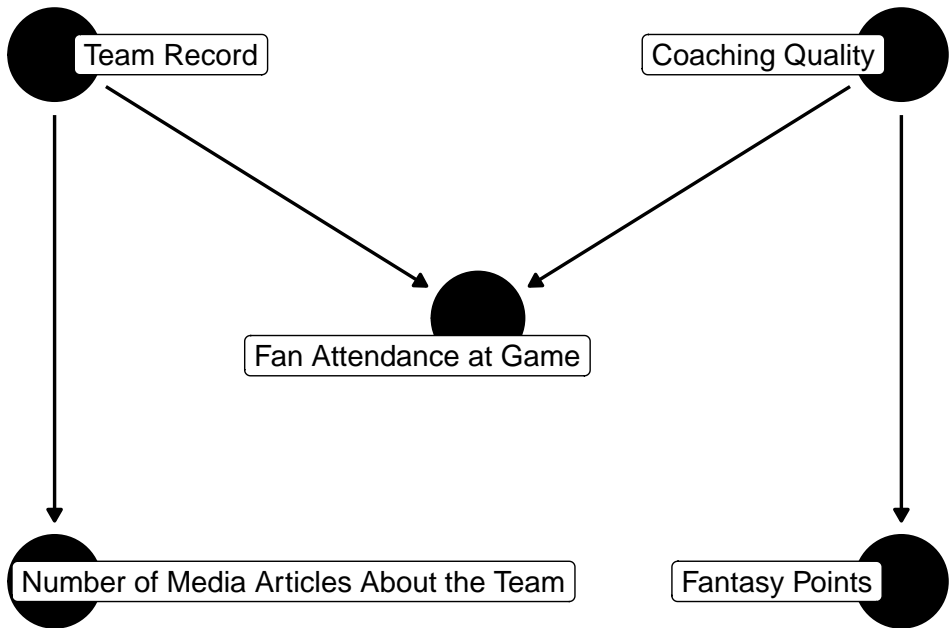 Team Record
Coaching Quality
Fan Attendance at Game
Number of Media Articles About the Team
Fantasy Points